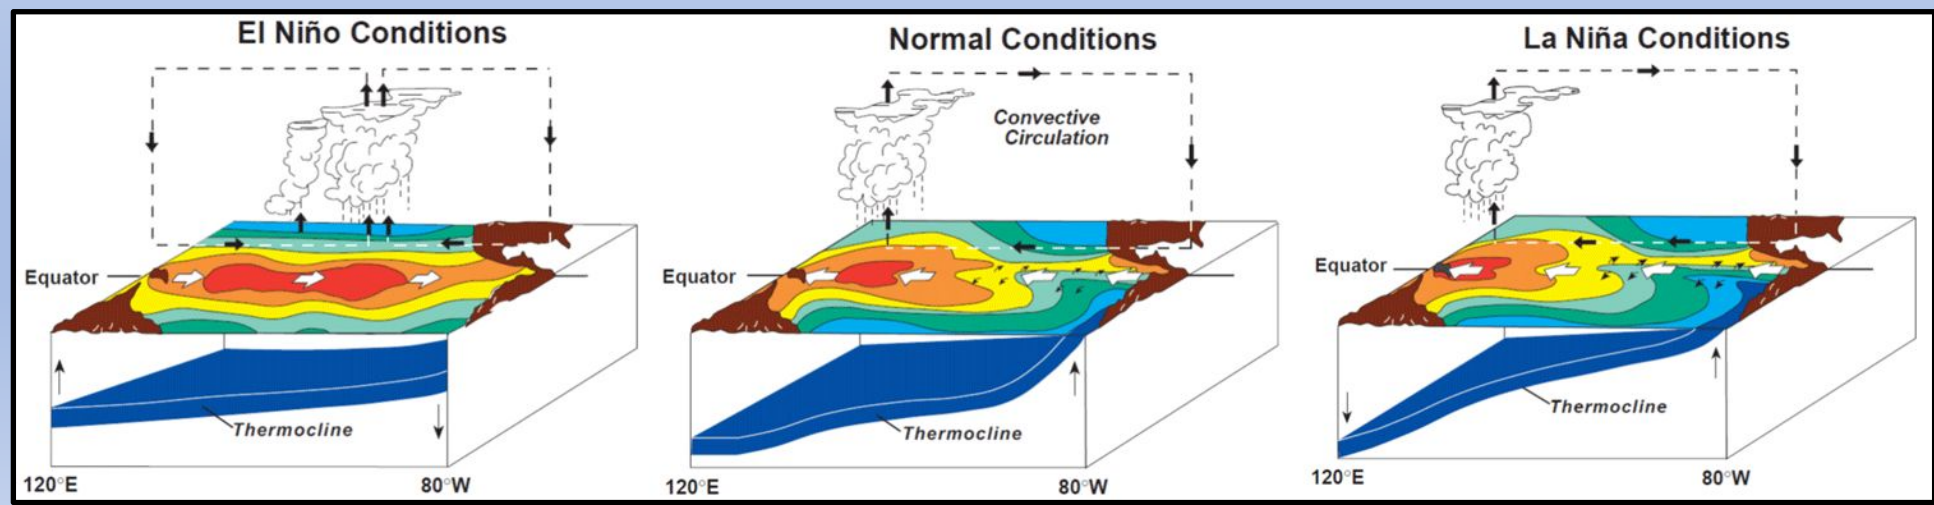 El Niño Conditions
Equator
Thermocline
120°E
80°W
Normal Conditions
Convective
Circulation
Equator
Thermocline
120°E
80°W
La Niña Conditions
Equator
Thermocline
120°E
80°W